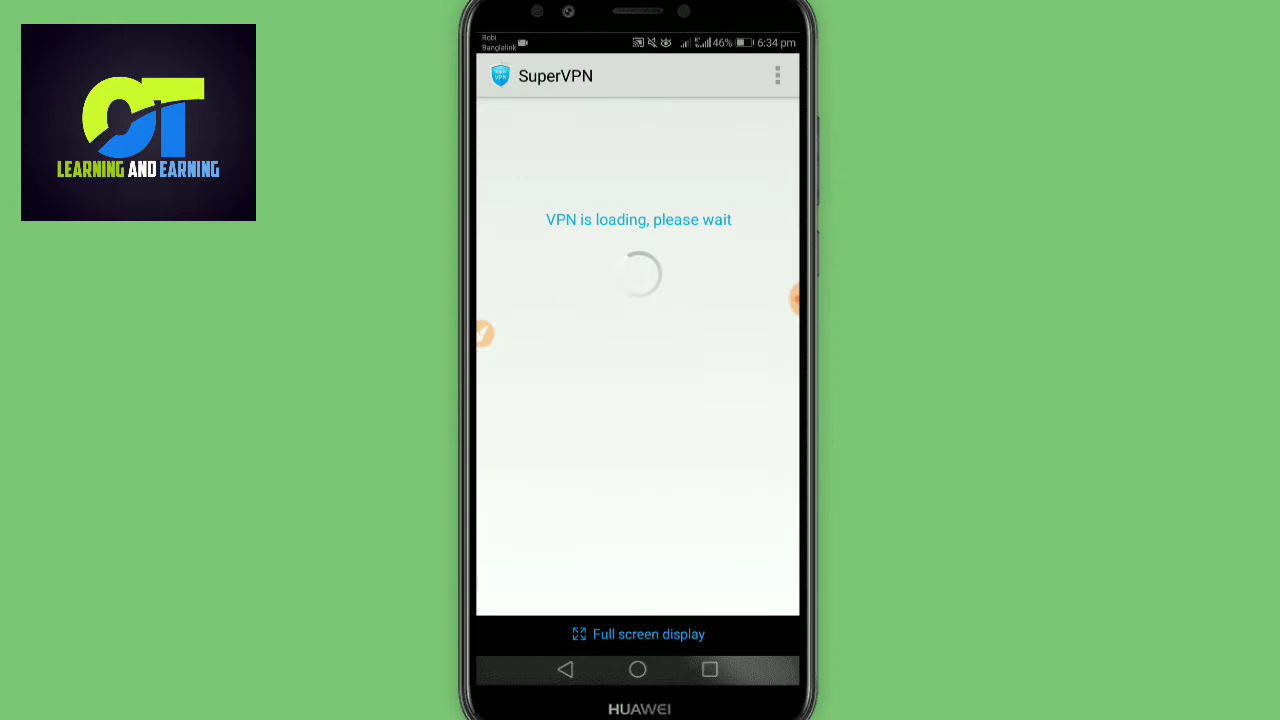 OT
LEARNING AND EARNING
Robi
Banglalink
46% 6:34 pm
SuperVPN
VPN is loading, please wait
Full screen display
HUAWEI